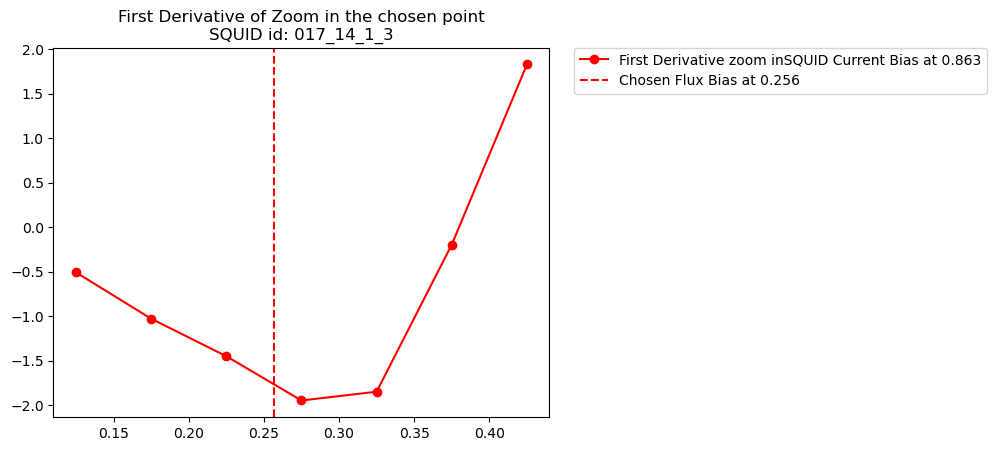 First Derivative of Zoom in the chosen point
SQUID id: 017_14_1_3
First Derivative zoom inSQUID Current Bias at 0.863
Chosen Flux Bias at 0.256
2.0
1.5
1.0
0.5
0.0
−0.5
−1.0
−1.5
−2.0
0.15 0.20 0.25 0.30 0.35 0.40